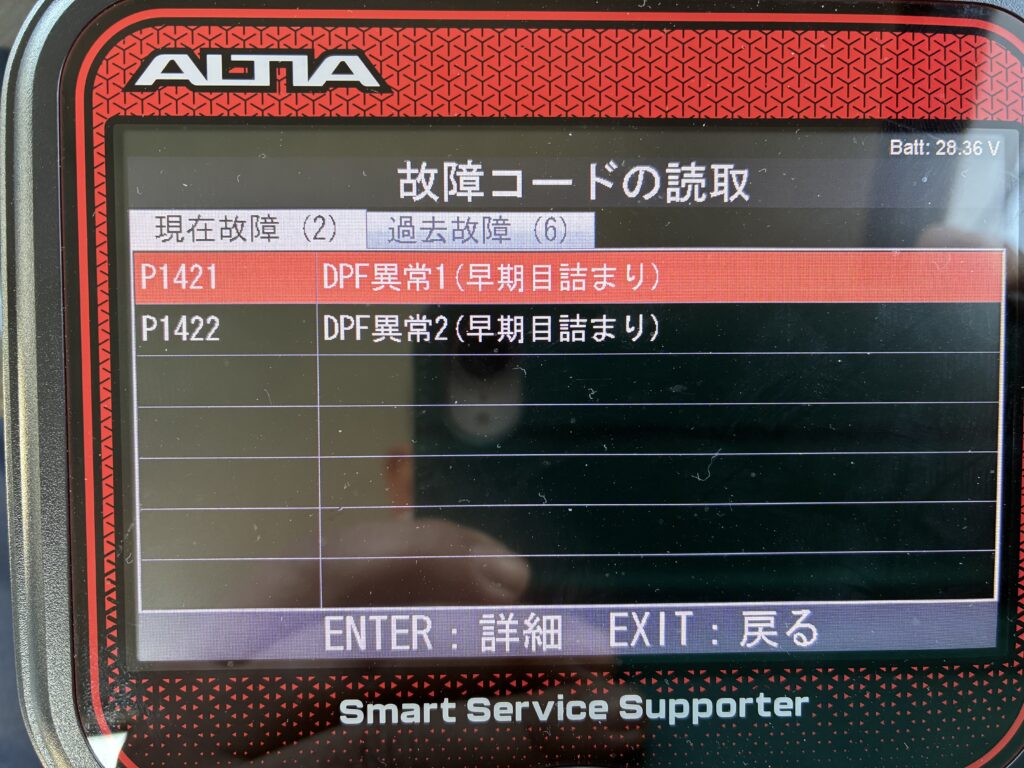 ALTIA
Batt: 28.36 V
故障コードの読取
現在故障 (2) 過去故障 (6)
P1421 DPF異常1(早期目詰まり)
P1422 DPF異常2(早期目詰まり)
ENTER : 詳細 EXIT : 戻る
Smart Service Supporter